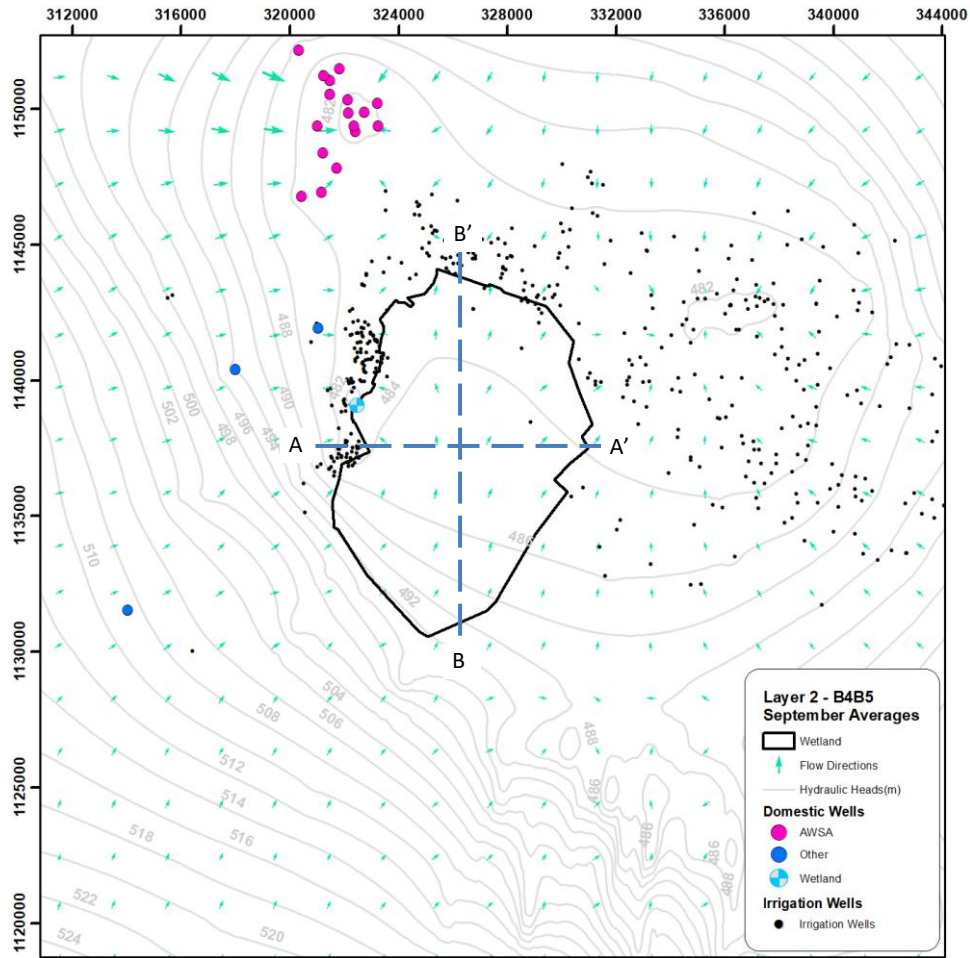 312000 316000 320000 324000 328000 332000 336000 340000 344000
1150000
482
1145000
B’
482
488
1140000
502
500
498
496
494
490
482
484
A
A’
1135000
486
510
492
1130000
B
504
506
508
488
512
1125000
514
486
518
516
486
486
488
522
1120000
524
520
Layer 2 - B4B5
September Averages
Wetland
Flow Directions
Hydraulic Heads(m)
Domestic Wells
AWSA
Other
Wetland
Irrigation Wells
Irrigation Wells